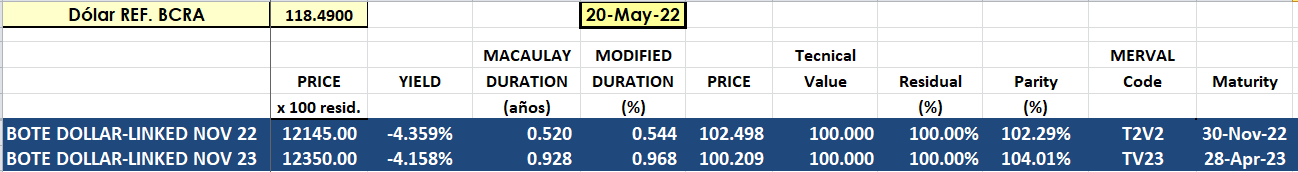 Dólar REF. BCRA 118.4900 20-May-22
MACAULAY MODIFIED Tecnical MERVAL
PRICE YIELD DURATION DURATION PRICE Value Residual Parity Code Maturity
x 100 resid. (años) (%) (%) (%)
BOTE DOLLAR-LINKED NOV 22 12145.00 -4.359% 0.520 0.544 102.498 100.000 100.00% 102.29% T2V2 30-Nov-22
BOTE DOLLAR-LINKED NOV 23 12350.00 -4.158% 0.928 0.968 100.209 100.000 100.00% 104.01% TV23 28-Apr-23